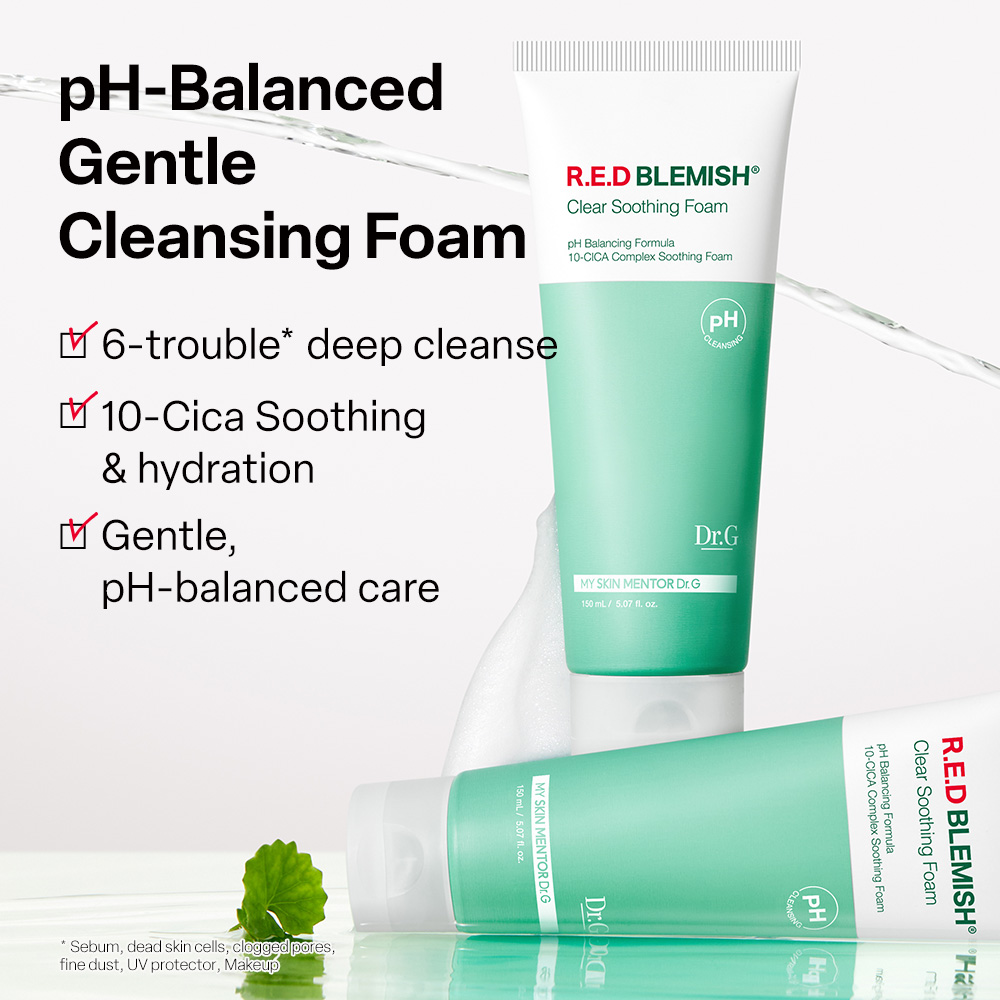 pH-Balanced
Gentle
Cleansing Foam
6-trouble* deep cleanse
10-Cica Soothing
& hydration
Gentle,
pH-balanced care
R.E.D BLEMISH®
Clear Soothing Foam
pH Balancing Formula
10-CICA Complex Soothing Foam
pH
CLEANSING
Dr.G
MY SKIN MENTOR Dr.G
150 mL / 5.07 fl. oz.
R.E.D BLEMISH®
Clear Soothing Foam
pH Balancing Formula
10-CICA Complex Soothing Foam
pH
CLEANSING
Dr.G
MY SKIN MENTOR Dr.G
150 mL / 5.07 fl. oz.
* Sebum, dead skin cells, clogged pores,
fine dust, UV protector, Makeup